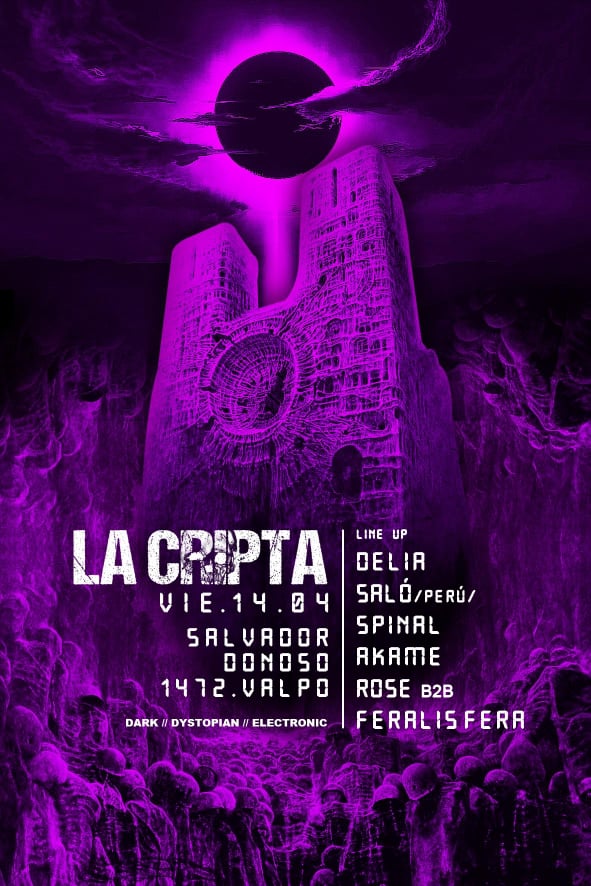 LA CRIPTA
VIE.14.04
SALVADOR
DONOSO
1472.VALPO
DARK // DYSTOPIAN // ELECTRONIC
LINE UP
DELIA
SALÓ/PERÚ/
SPINAL
AKAME
ROSE B2B
FERALISFERA